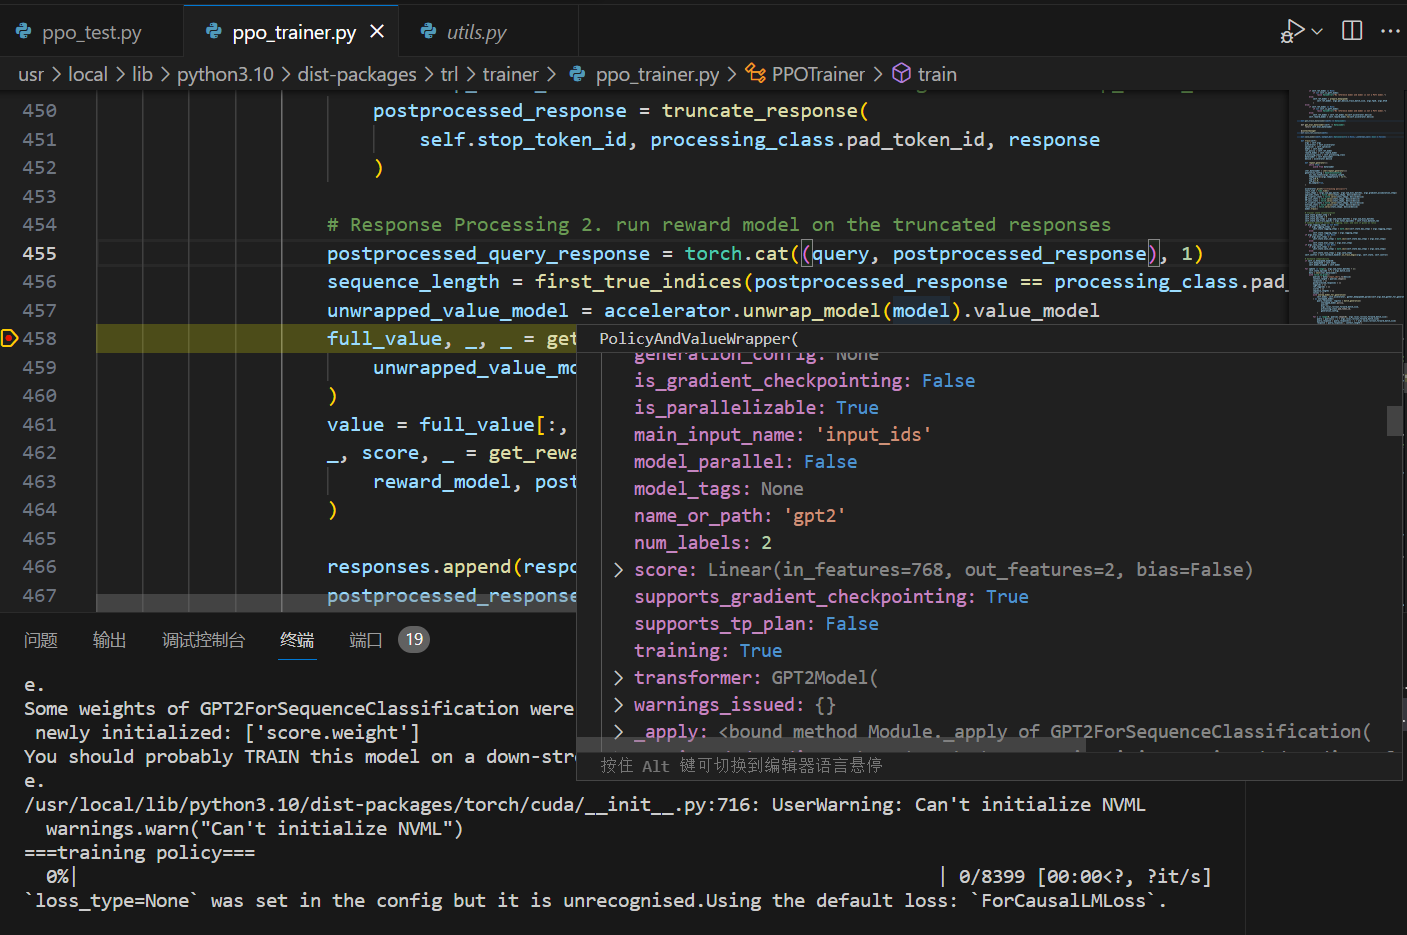 ppo_test.py
ppo_trainer.py
utils.py
usr > local > lib > python3.10 > dist-packages > trl > trainer > ppo_trainer.py > PPOTrainer > train
450 postprocessed_response = truncate_response(
451 self.stop_token_id, processing_class.pad_token_id, response
452 )
453
454 # Response Processing 2. run reward model on the truncated responses
455 postprocessed_query_response = torch.cat((query, postprocessed_response), 1)
456 sequence_length = first_true_indices(postprocessed_response == processing_class.pad_
457 unwrapped_value_model = accelerator.unwrap_model(model).value_model
458 full_value, _, _ = get
459 unwrapped_value_mo
460 )
461 value = full_value[:,
462 _, score, _ = get_rewa
463 reward_model, post
464 )
465
466 responses.append(respo
467 postprocessed_response
PolicyAndValueWrapper(
generation_config: None
is_gradient_checkpointing: False
is_parallelizable: True
main_input_name: 'input_ids'
model_parallel: False
model_tags: None
name_or_path: 'gpt2'
num_labels: 2
score: Linear(in_features=768, out_features=2, bias=False)
supports_gradient_checkpointing: True
supports_tp_plan: False
training: True
transformer: GPT2Model(
warnings_issued: {}
_apply: <bound method Module._apply of GPT2ForSequenceClassification(
按住 Alt 键可切换到编辑器语言悬停
问题 输出 调试控制台 终端 端口 19
e.
Some weights of GPT2ForSequenceClassification were
newly initialized: ['score.weight']
You should probably TRAIN this model on a down-stre
e.
/usr/local/lib/python3.10/dist-packages/torch/cuda/__init__.py:716: UserWarning: Can't initialize NVML
warnings.warn("Can't initialize NVML")
===training policy===
0%| | 0/8399 [00:00<?, ?it/s]
`loss_type=None` was set in the config but it is unrecognised.Using the default loss: `ForCausalLMLoss`.